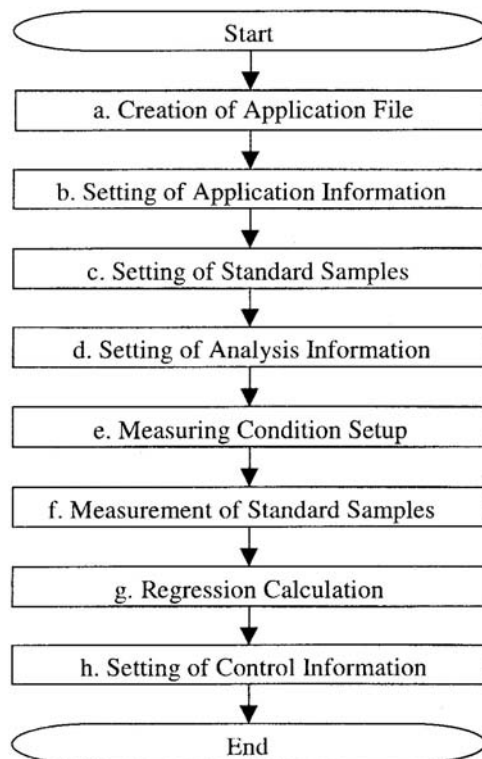 Start
a. Creation of Application File
b. Setting of Application Information
c. Setting of Standard Samples
d. Setting of Analysis Information
e. Measuring Condition Setup
f. Measurement of Standard Samples
g. Regression Calculation
h. Setting of Control Information
End